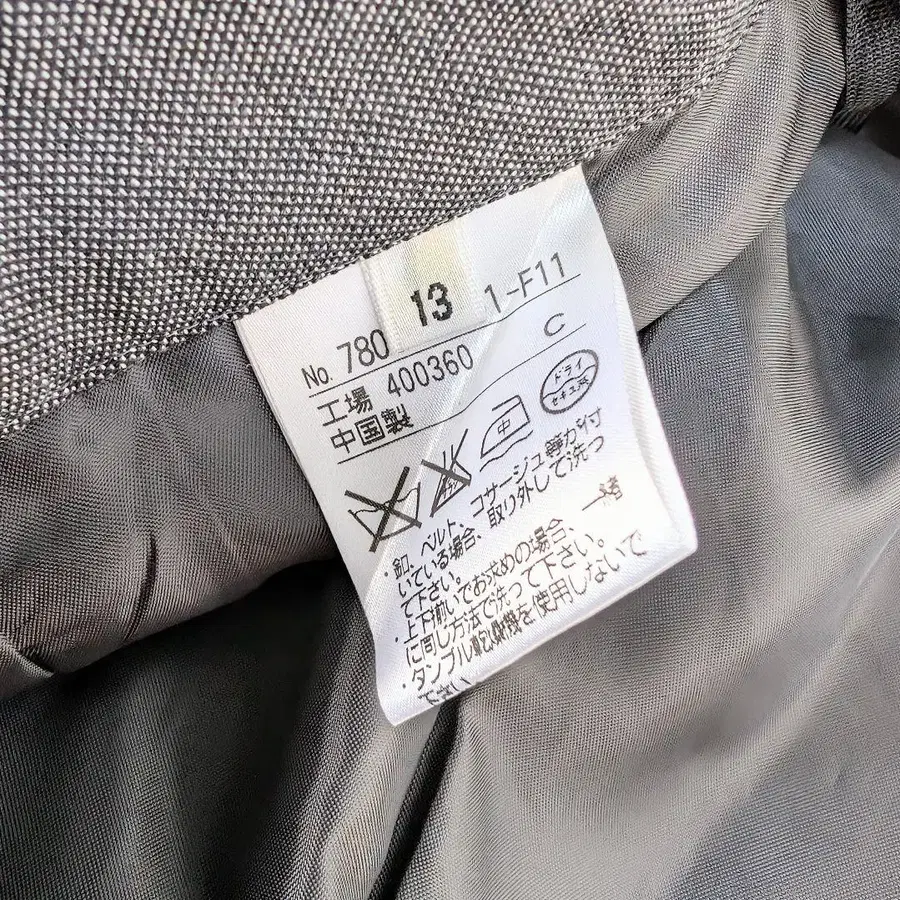 13
No. 780 1-F11
工場 400360 C
中国製
中
ドライ
セキユ系
・釦、ベルト、コサージュ等が付
いている場合、取り外して洗っ
て下さい。
・上下揃いでお求めの場合、一緒
に同じ方法で洗って下さい。
・タンブル乾燥機を使用しないで
下さい。